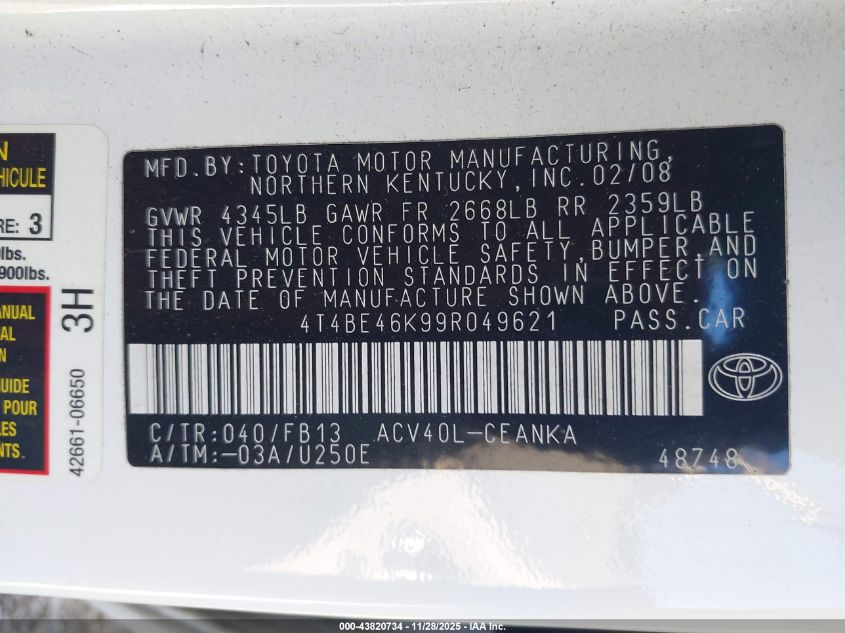 N
HICULE
RE: 3
lbs.
900lbs.
ANUAL
AL
N
UIDE
POUR
LES
ENTS.
3H
42661-06650
MFD.BY:TOYOTA MOTOR MANUFACTURING,
NORTHERN KENTUCKY,INC.02/08
GVWR 4345LB GAWR FR 2668LB RR 2359LB
THIS VEHICLE CONFORMS TO ALL APPLICABLE
FEDERAL MOTOR VEHICLE SAFETY,BUMPER,AND
THEFT PREVENTION STANDARDS IN EFFECT ON
THE DATE OF MANUFACTURE SHOWN ABOVE.
4T4BE46K99R049621 PASS.CAR
C/TR:040/FB13 ACV40L-CEANKA
A/TM:-03A/U250E 48748
000-43820734 — 11/28/2025 — IAA Inc.